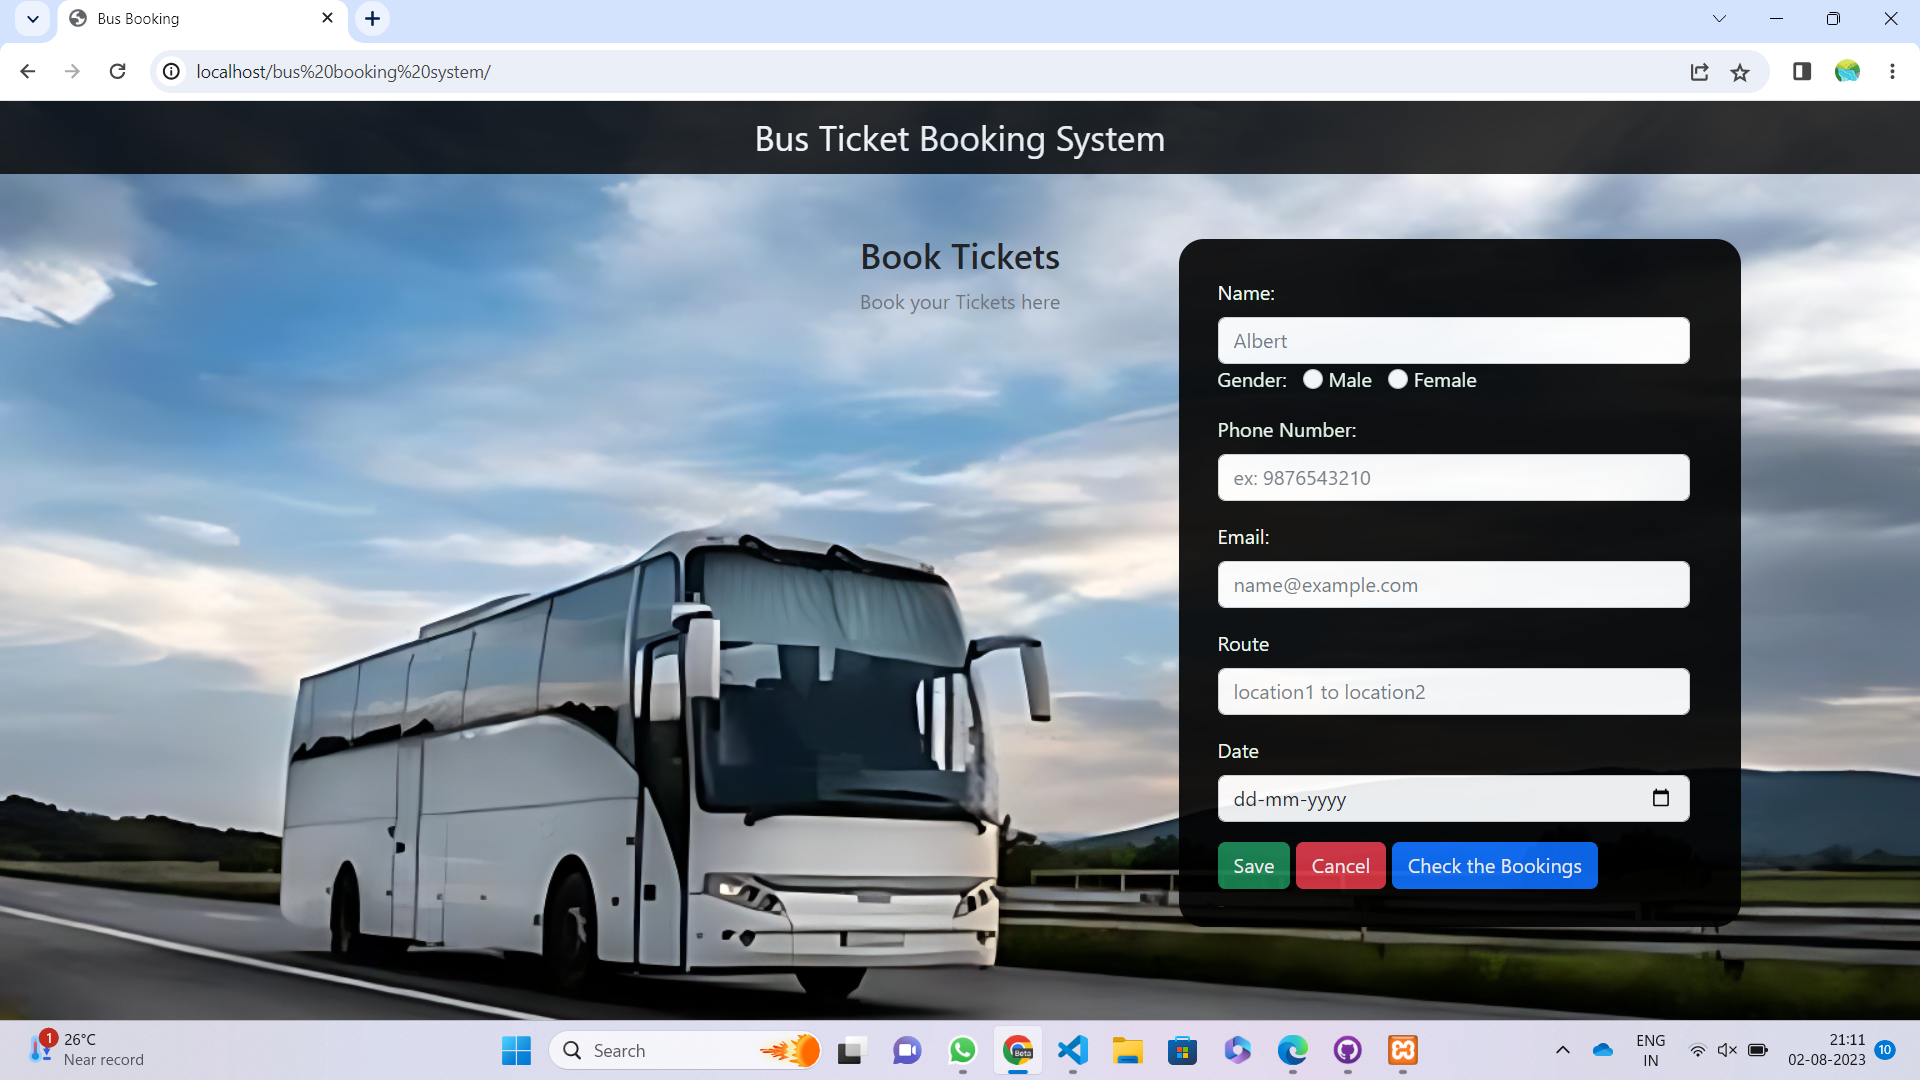 Bus Booking
localhost/bus%20booking%20system/
Bus Ticket Booking System
Book Tickets
Book your Tickets here
Name:
Albert
Gender: Male Female
Phone Number:
ex: 9876543210
Email:
name@example.com
Route
location1 to location2
Date
dd-mm-yyyy
Save Cancel Check the Bookings
1
26°C
Near record
Search
Beta
ENG
IN
21:11
02-08-2023
10